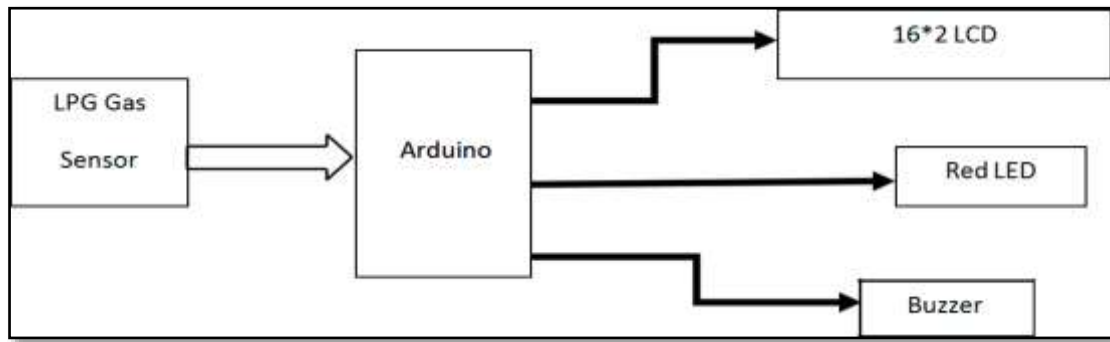 LPG Gas
Sensor
Arduino
16*2 LCD
Red LED
Buzzer